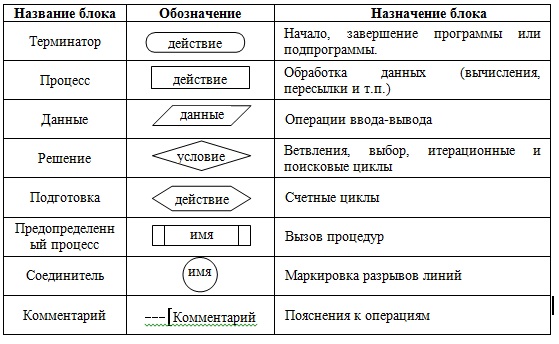 Название блока Обозначение Назначение блока
Терминатор действие Начало, завершение программы или
подпрограммы.
Процесс действие Обработка данных (вычисления,
пересылки и т.п.)
Данные данные Операции ввода-вывода
Решение условие Ветвления, выбор, итерационные и
поисковые циклы
Подготовка действие Счетные циклы
Предопределенн
ый процесс имя Вызов процедур
Соединитель имя Маркировка разрывов линий
Комментарий Комментарий Пояснения к операциям